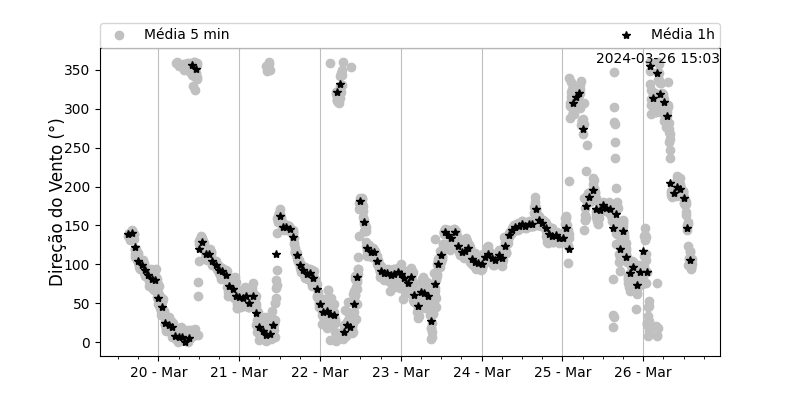 Média 5 min
Média 1h
2024-03-26 15:03
Direção do Vento (°)
350
300
250
200
150
100
50
0
20 - Mar
21 - Mar
22 - Mar
23 - Mar
24 - Mar
25 - Mar
26 - Mar